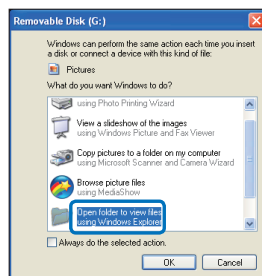 Removable Disk (G:)
Windows can perform the same action each time you insert
a disk or connect a device with this kind of file:
Pictures
What do you want Windows to do?
using Photo Printing Wizard
View a slideshow of the images
using Windows Picture and Fax Viewer
Copy pictures to a folder on my computer
using Microsoft Scanner and Camera Wizard
Browse picture files
using MediaShow
Open folder to view files
using Windows Explorer
Always do the selected action.
OK
Cancel